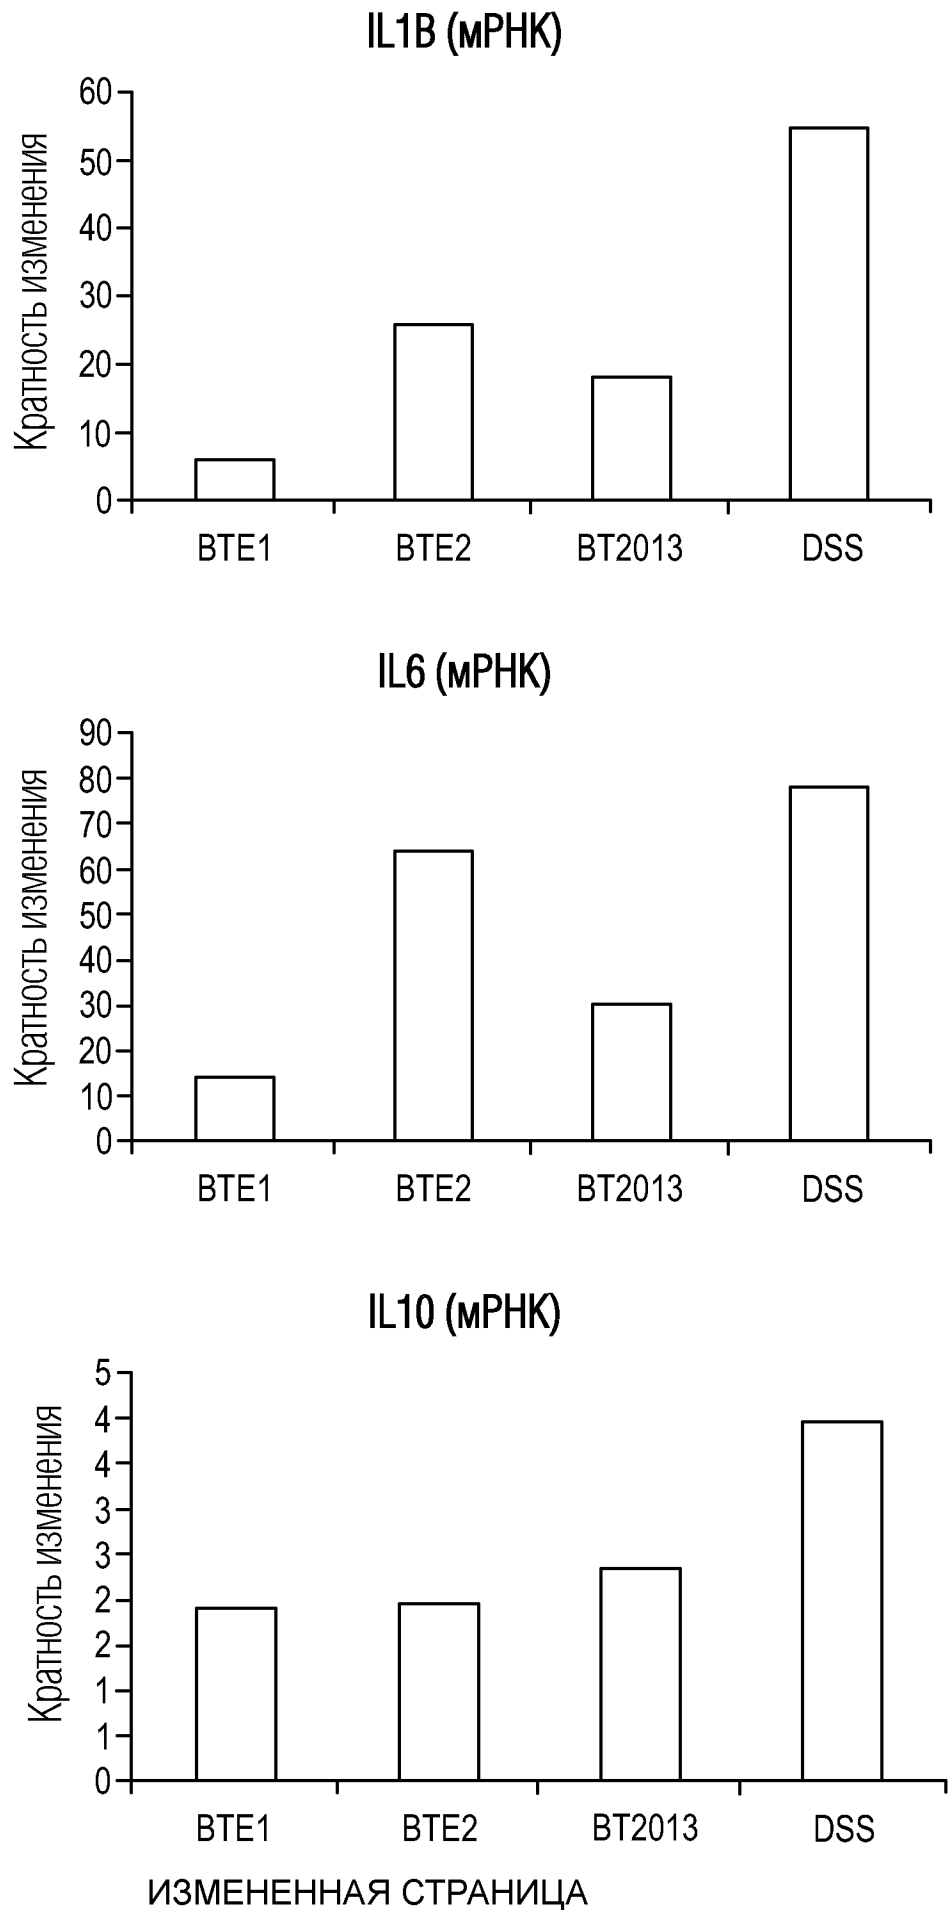 IL1B (мРНК)
Кратность изменения
60
50
40
30
20
10
0
BTE1 BTE2 BT2013 DSS
IL6 (мРНК)
Кратность изменения
90
80
70
60
50
40
30
20
10
0
BTE1 BTE2 BT2013 DSS
IL10 (мРНК)
Кратность изменения
5
4
4
3
3
2
2
1
1
0
BTE1 BTE2 BT2013 DSS
ИЗМЕНЕННАЯ СТРАНИЦА